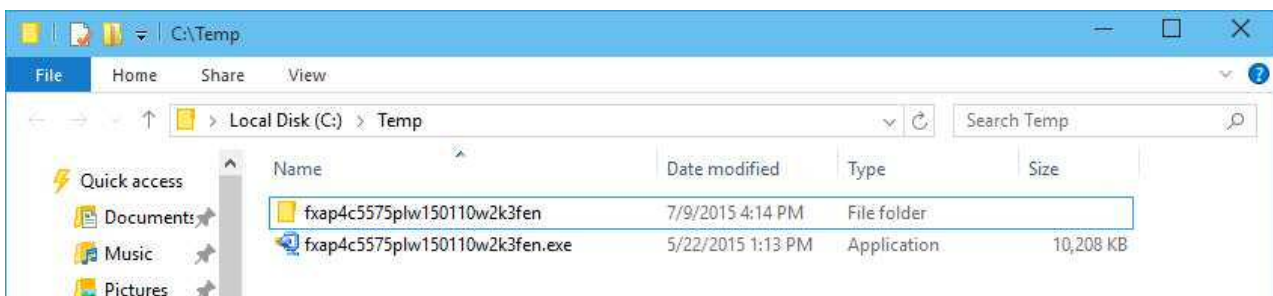 C:\Temp
File Home Share View
Local Disk (C:) > Temp Search Temp
Quick access Name Date modified Type Size
Documents fxap4c5575plw150110w2k3fen 7/9/2015 4:14 PM File folder
Music fxap4c5575plw150110w2k3fen.exe 5/22/2015 1:13 PM Application 10,208 KB
Pictures